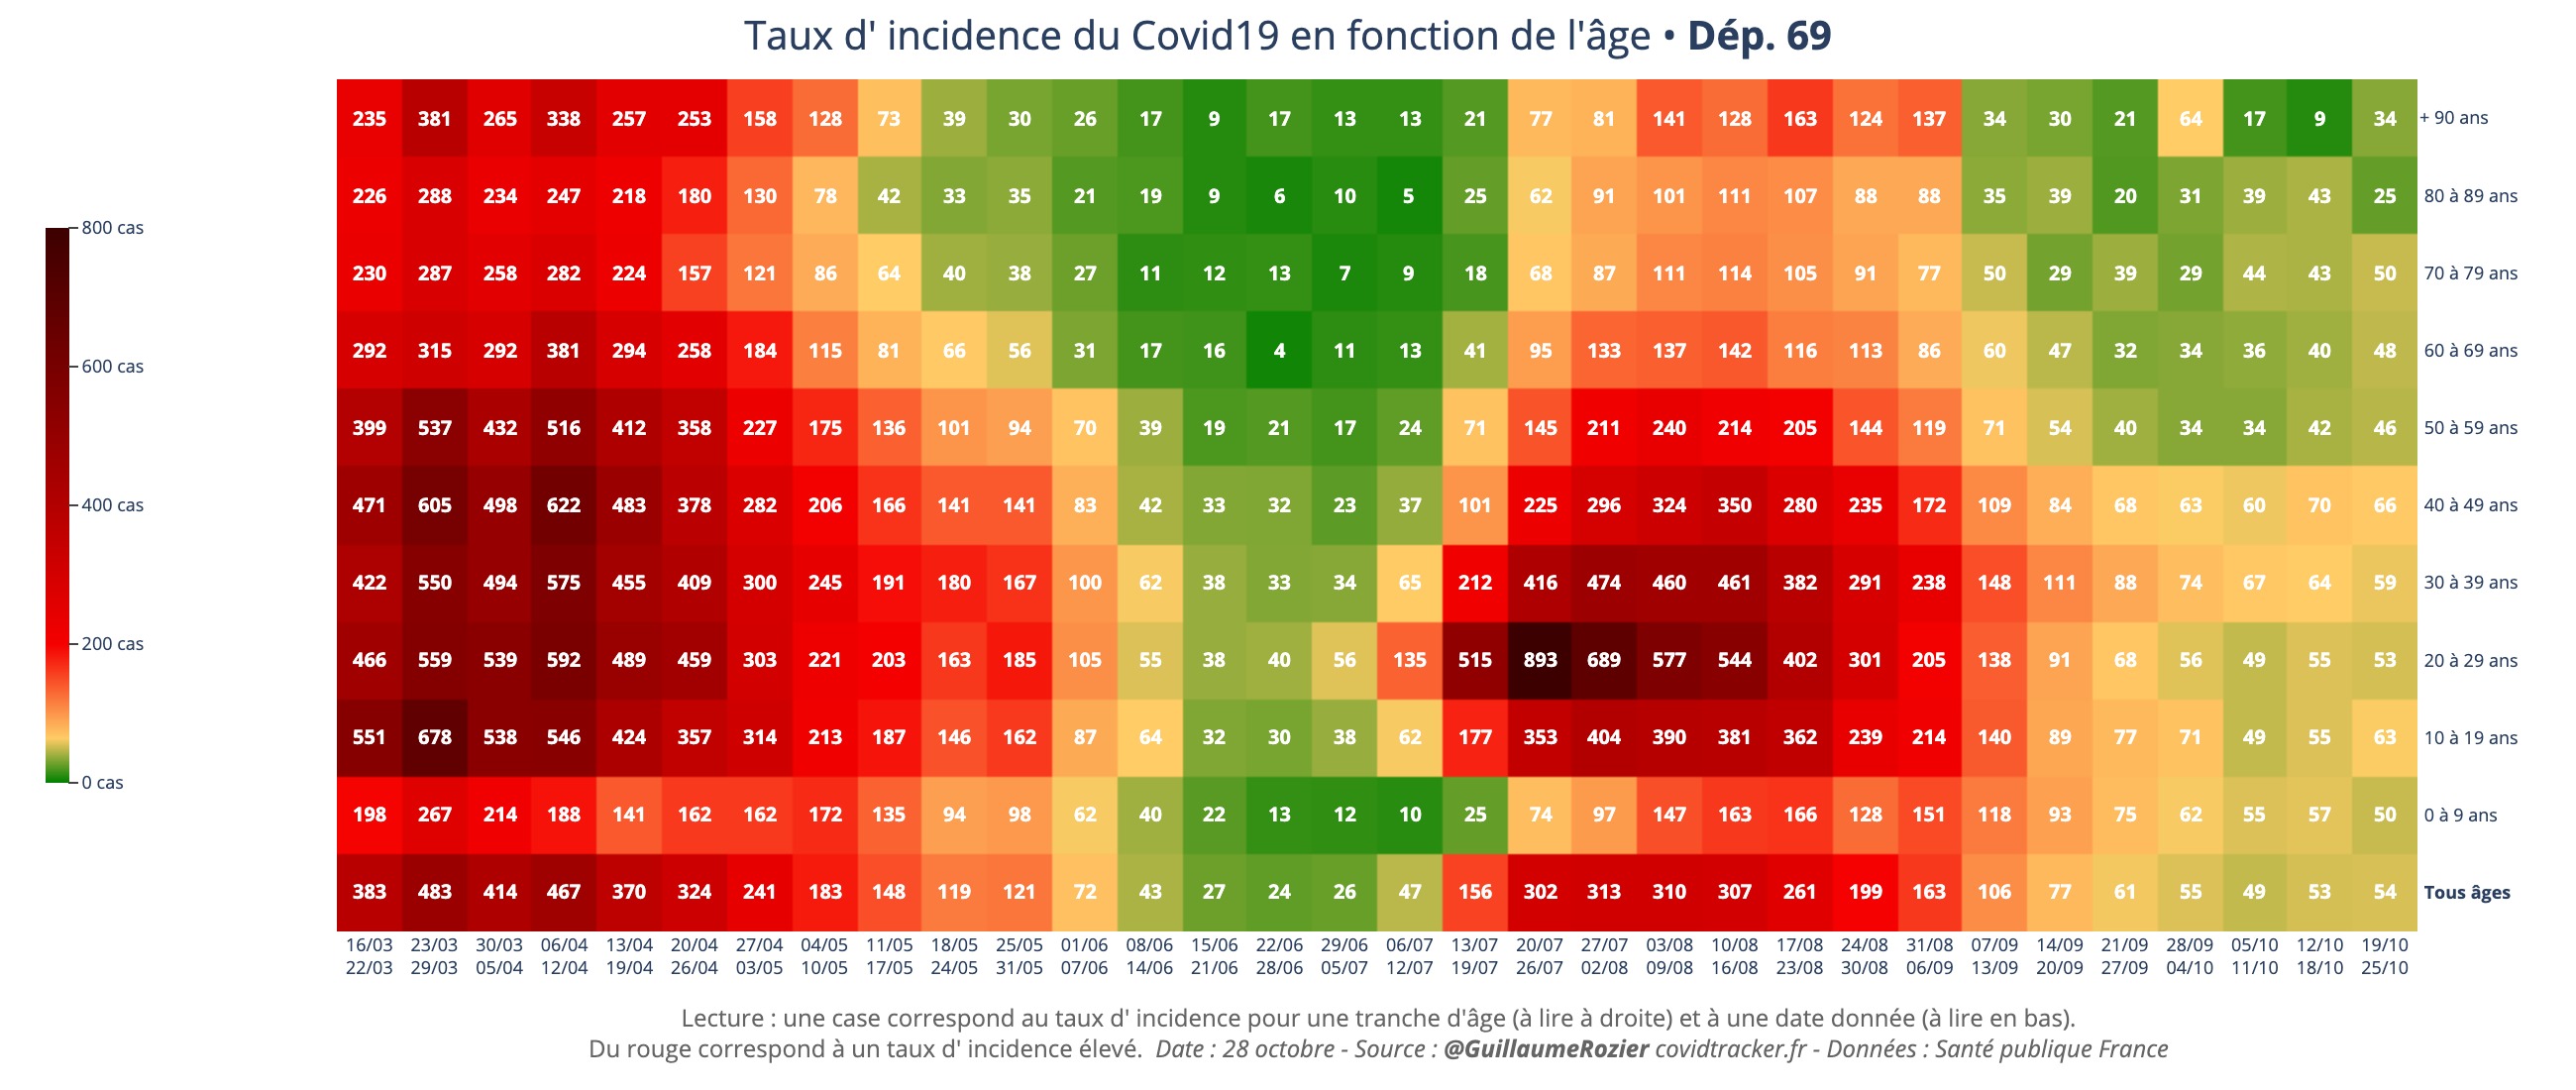 Taux d' incidence du Covid19 en fonction de l'âge • Dép. 69
800 cas
600 cas
400 cas
200 cas
0 cas
235 381 265 338 257 253 158 128 73 39 30 26 17 9 17 13 13 21 77 81 141 128 163 124 137 34 30 21 64 17 9 34 + 90 ans
226 288 234 247 218 180 130 78 42 33 35 21 19 9 6 10 5 25 62 91 101 111 107 88 88 35 39 20 31 39 43 25 80 à 89 ans
230 287 258 282 224 157 121 86 64 40 38 27 11 12 13 7 9 18 68 87 111 114 105 91 77 50 29 39 29 44 43 50 70 à 79 ans
292 315 292 381 294 258 184 115 81 66 56 31 17 16 4 11 13 41 95 133 137 142 116 113 86 60 47 32 34 36 40 48 60 à 69 ans
399 537 432 516 412 358 227 175 136 101 94 70 39 19 21 17 24 71 145 211 240 214 205 144 119 71 54 40 34 34 42 46 50 à 59 ans
471 605 498 622 483 378 282 206 166 141 141 83 42 33 32 23 37 101 225 296 324 350 280 235 172 109 84 68 63 60 70 66 40 à 49 ans
422 550 494 575 455 409 300 245 191 180 167 100 62 38 33 34 65 212 416 474 460 461 382 291 238 148 111 88 74 67 64 59 30 à 39 ans
466 559 539 592 489 459 303 221 203 163 185 105 55 38 40 56 135 515 893 689 577 544 402 301 205 138 91 68 56 49 55 53 20 à 29 ans
551 678 538 546 424 357 314 213 187 146 162 87 64 32 30 38 62 177 353 404 390 381 362 239 214 140 89 77 71 49 55 63 10 à 19 ans
198 267 214 188 141 162 162 172 135 94 98 62 40 22 13 12 10 25 74 97 147 163 166 128 151 118 93 75 62 55 57 50 0 à 9 ans
383 483 414 467 370 324 241 183 148 119 121 72 43 27 24 26 47 156 302 313 310 307 261 199 163 106 77 61 55 49 53 54 Tous âges
16/03 23/03 30/03 06/04 13/04 20/04 27/04 04/05 11/05 18/05 25/05 01/06 08/06 15/06 22/06 29/06 06/07 13/07 20/07 27/07 03/08 10/08 17/08 24/08 31/08 07/09 14/09 21/09 28/09 05/10 12/10 19/10
22/03 29/03 05/04 12/04 19/04 26/04 03/05 10/05 17/05 24/05 31/05 07/06 14/06 21/06 28/06 05/07 12/07 19/07 26/07 02/08 09/08 16/08 23/08 30/08 06/09 13/09 20/09 27/09 04/10 11/10 18/10 25/10
Lecture : une case correspond au taux d' incidence pour une tranche d'âge (à lire à droite) et à une date donnée (à lire en bas).
Du rouge correspond à un taux d' incidence élevé. Date : 28 octobre - Source : @GuillaumeRozier covidtracker.fr - Données : Santé publique France